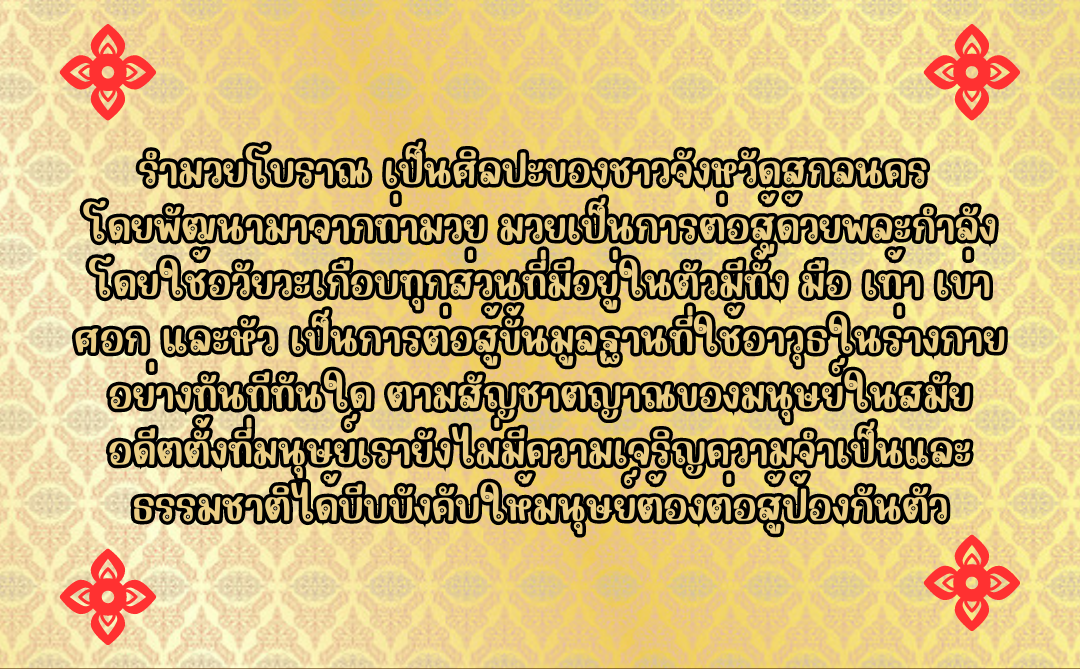 รำมวยโบราณ เป็นศิลปะของชาวจังหวัดสกลนคร
โดยพัฒนามาจากท่ามวย มวยเป็นการต่อสู้ด้วยพละกำลัง
โดยใช้อวัยวะเกือบทุกส่วนที่มีอยู่ในตัวมีทั้ง มือ เท้า เข่า
ศอก และหัว เป็นการต่อสู้ขั้นมูลฐานที่ใช้อาวุธในร่างกาย
อย่างทันทีทันใด ตามสัญชาตญาณของมนุษย์ในสมัย
อดีตตั้งที่มนุษย์เรายังไม่มีความเจริญความจำเป็นและ
ธรรมชาติได้บีบบังคับให้มนุษย์ต้องต่อสู้ป้องกันตัว